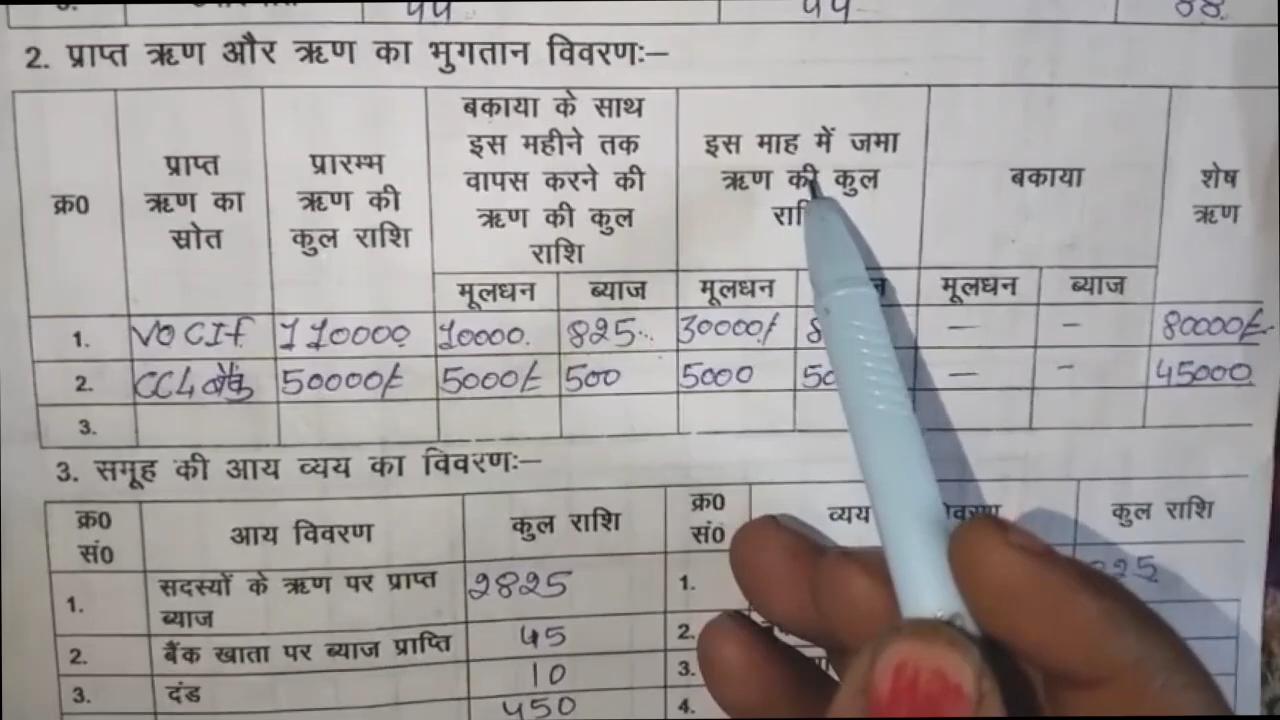 2. प्राप्त ऋण और ऋण का भुगतान विवरणः—
क्र0
प्राप्त
ऋण का
स्रोत
प्रारम्भ
ऋण की
कुल राशि
बकाया के साथ
इस महीने तक
वापस करने की
ऋण की कुल
राशि
इस माह में जमा
ऋण की कुल
बकाया
शेष
ऋण
मूलधन ब्याज मूलधन मूलधन ब्याज
1. VO CIF 110000 10000 825 30000/ — — 80000/-
2. CCL बैंक 50000/- 5000/- 500 5000 — — 45000
3.
3. समूह की आय व्यय का विवरणः—
क्र0
सं0
आय विवरण
कुल राशि
क्र0
सं0
व्यय
कुल राशि
1.
सदस्यों के ऋण पर प्राप्त
ब्याज
2825
1.
2. बैंक खाता पर ब्याज प्राप्ति 45 2.
3. दंड 10 3.
450 4.